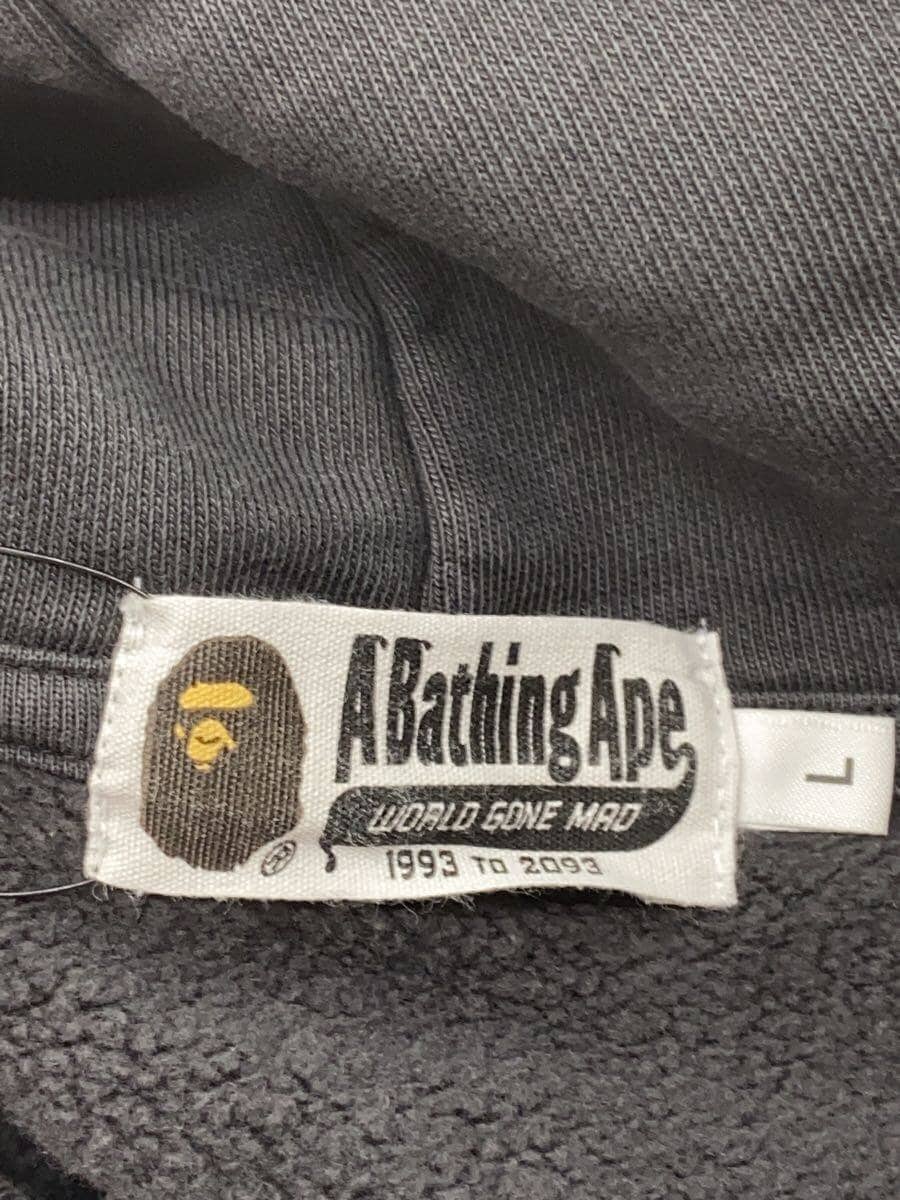 A Bathing Ape
WORLD GONE MAD
®
1993 TO 2093
L